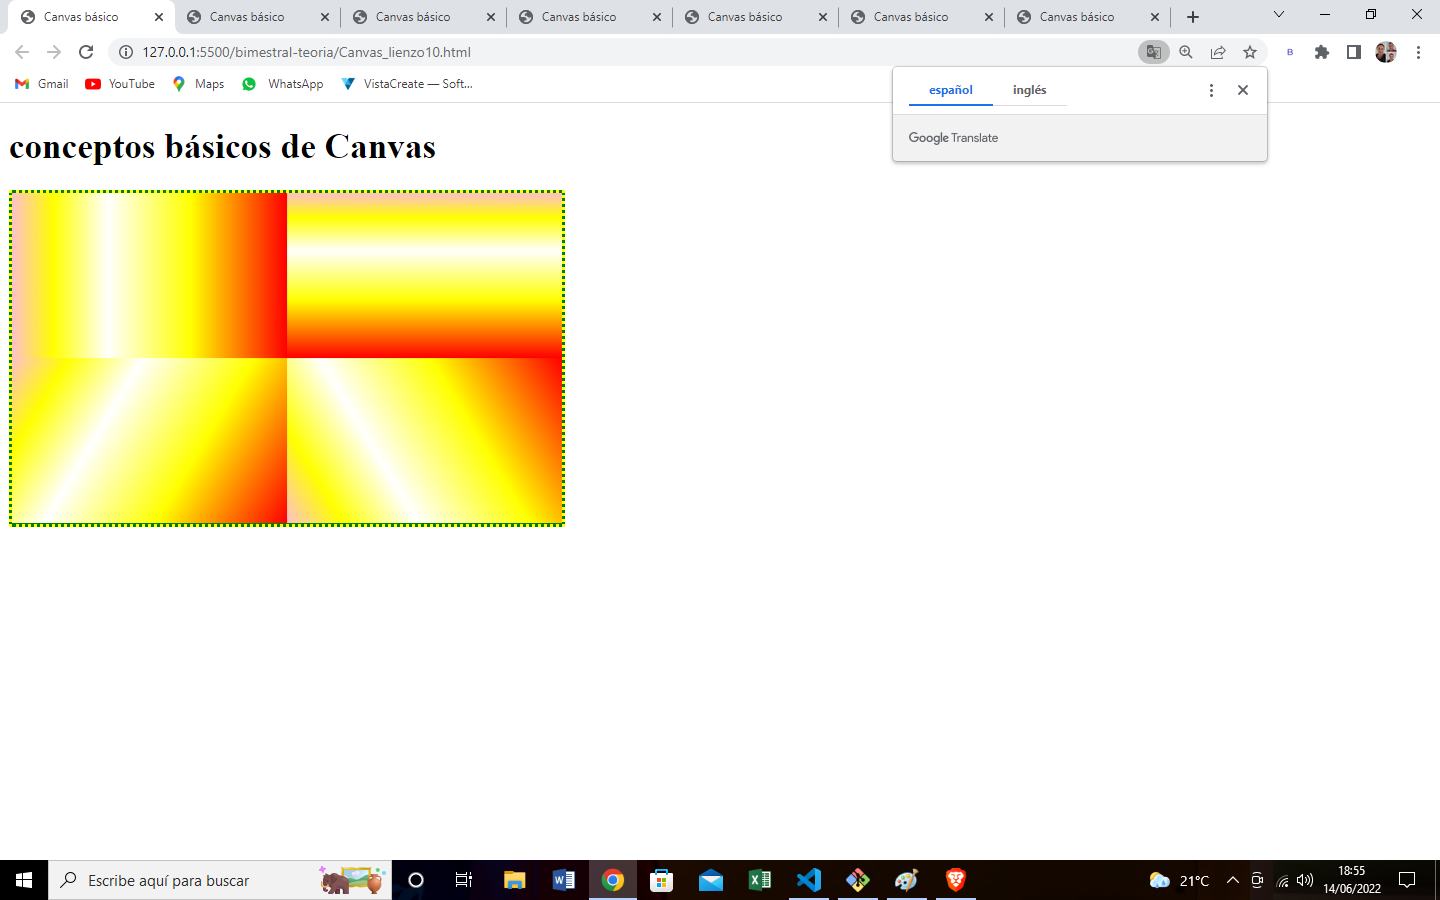 Canvas básico Canvas básico Canvas básico Canvas básico Canvas básico Canvas básico Canvas básico
127.0.0.1:5500/bimestral-teoria/Canvas_lienzo10.html
B
Gmail YouTube Maps WhatsApp VistaCreate — Soft...
español inglés
Google Translate
conceptos básicos de Canvas
Escribe aquí para buscar
21°C
18:55
14/06/2022